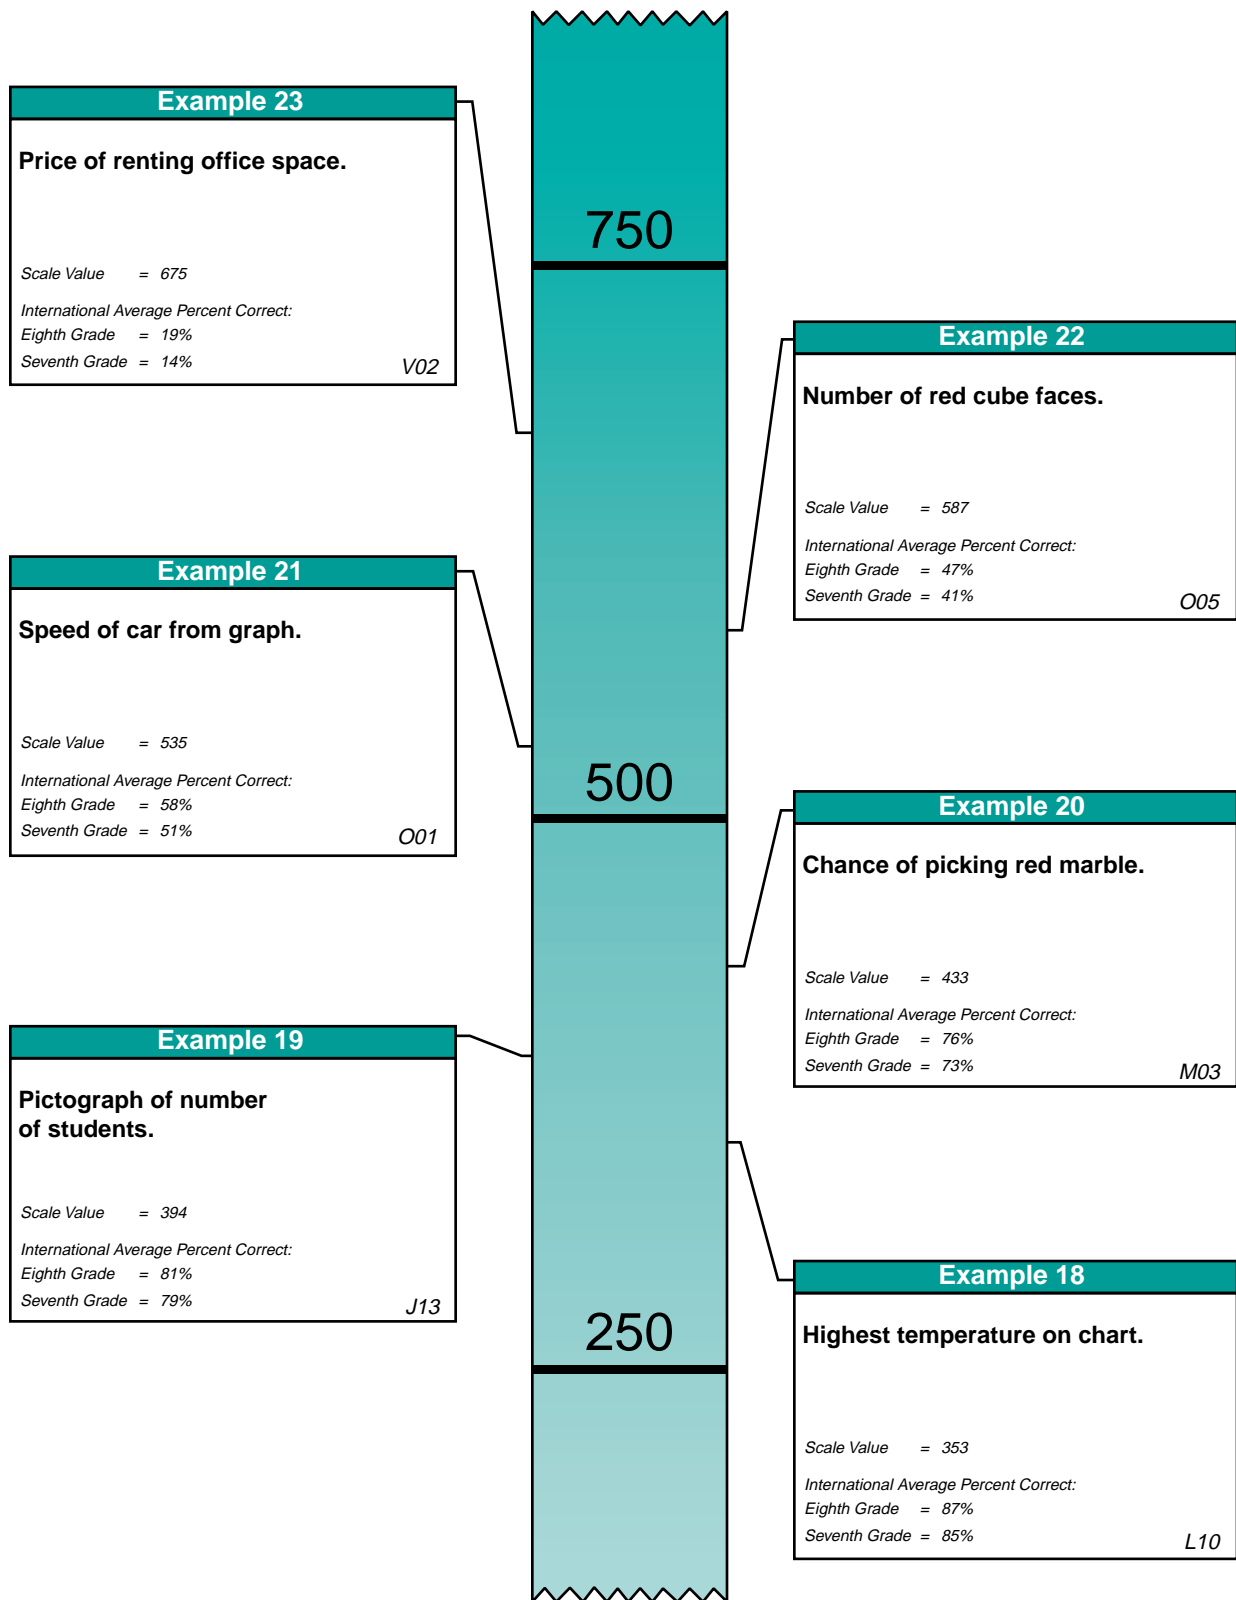 Example 23
Price of renting office space.
Scale Value = 675
International Average Percent Correct:
Eighth Grade = 19%
Seventh Grade = 14%
V02
Example 21
Speed of car from graph.
Scale Value = 535
International Average Percent Correct:
Eighth Grade = 58%
Seventh Grade = 51%
O01
Example 19
Pictograph of number
of students.
Scale Value = 394
International Average Percent Correct:
Eighth Grade = 81%
Seventh Grade = 79%
J13
750
500
250
Example 22
Number of red cube faces.
Scale Value = 587
International Average Percent Correct:
Eighth Grade = 47%
Seventh Grade = 41%
O05
Example 20
Chance of picking red marble.
Scale Value = 433
International Average Percent Correct:
Eighth Grade = 76%
Seventh Grade = 73%
M03
Example 18
Highest temperature on chart.
Scale Value = 353
International Average Percent Correct:
Eighth Grade = 87%
Seventh Grade = 85%
L10